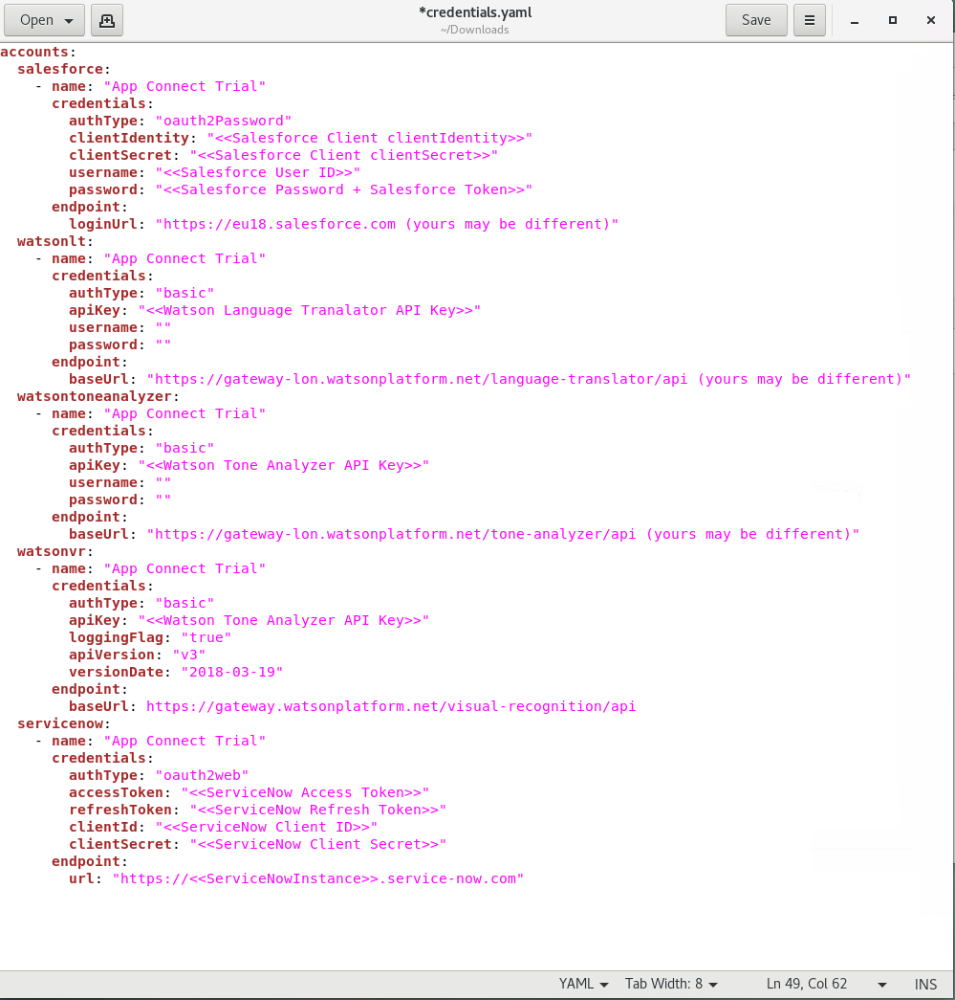 Open
*credentials.yaml
~/Downloads
Save
accounts:
  salesforce:
    - name: "App Connect Trial"
      credentials:
        authType: "oauth2Password"
        clientIdentity: "<<Salesforce Client clientIdentity>>"
        clientSecret: "<<Salesforce Client clientSecret>>"
        username: "<<Salesforce User ID>>"
        password: "<<Salesforce Password + Salesforce Token>>"
      endpoint:
        loginUrl: "https://eu18.salesforce.com (yours may be different)"
  watsonlt:
    - name: "App Connect Trial"
      credentials:
        authType: "basic"
        apiKey: "<<Watson Language Tranalator API Key>>"
        username: ""
        password: ""
      endpoint:
        baseUrl: "https://gateway-lon.watsonplatform.net/language-translator/api (yours may be different)"
  watsontoneanalyzer:
    - name: "App Connect Trial"
      credentials:
        authType: "basic"
        apiKey: "<<Watson Tone Analyzer API Key>>"
        username: ""
        password: ""
      endpoint:
        baseUrl: "https://gateway-lon.watsonplatform.net/tone-analyzer/api (yours may be different)"
  watsonvr:
    - name: "App Connect Trial"
      credentials:
        authType: "basic"
        apiKey: "<<Watson Tone Analyzer API Key>>"
        loggingFlag: "true"
        apiVersion: "v3"
        versionDate: "2018-03-19"
      endpoint:
        baseUrl: https://gateway.watsonplatform.net/visual-recognition/api
  servicenow:
    - name: "App Connect Trial"
      credentials:
        authType: "oauth2web"
        accessToken: "<<ServiceNow Access Token>>"
        refreshToken: "<<ServiceNow Refresh Token>>"
        clientId: "<<ServiceNow Client ID>>"
        clientSecret: "<<ServiceNow Client Secret>>"
      endpoint:
        url: "https://<<ServiceNowInstance>>.service-now.com"
YAML Tab Width: 8 Ln 49, Col 62 INS